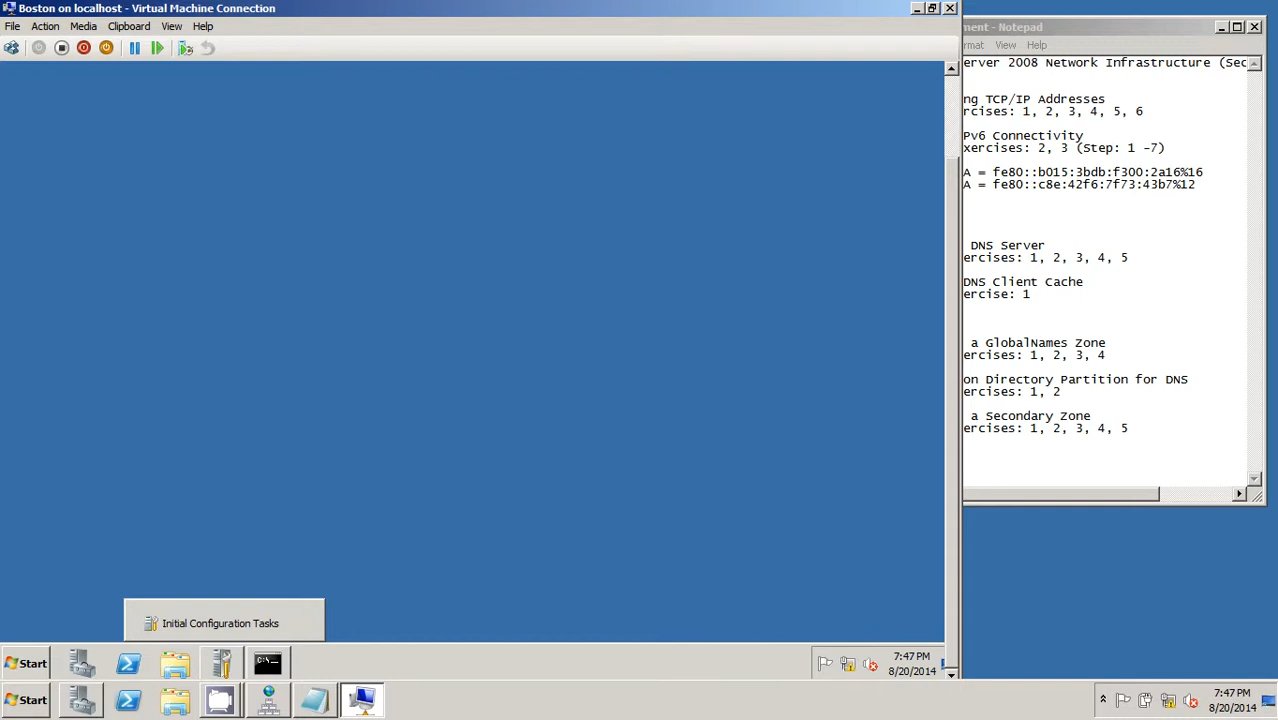 Boston on localhost - Virtual Machine Connection
File Action Media Clipboard View Help
ment - Notepad
rmat View Help
erver 2008 Network Infrastructure (Sec
ng TCP/IP Addresses
rcises: 1, 2, 3, 4, 5, 6
Pv6 Connectivity
xercises: 2, 3 (Step: 1 -7)
A = fe80::b015:3bdb:f300:2a16%16
A = fe80::c8e:42f6:7f73:43b7%12
DNS Server
ercises: 1, 2, 3, 4, 5
DNS Client Cache
ercise: 1
a GlobalNames Zone
ercises: 1, 2, 3, 4
on Directory Partition for DNS
ercises: 1, 2
a Secondary Zone
ercises: 1, 2, 3, 4, 5
Initial Configuration Tasks
Start
C:\
7:47 PM
8/20/2014
Start
7:47 PM
8/20/2014